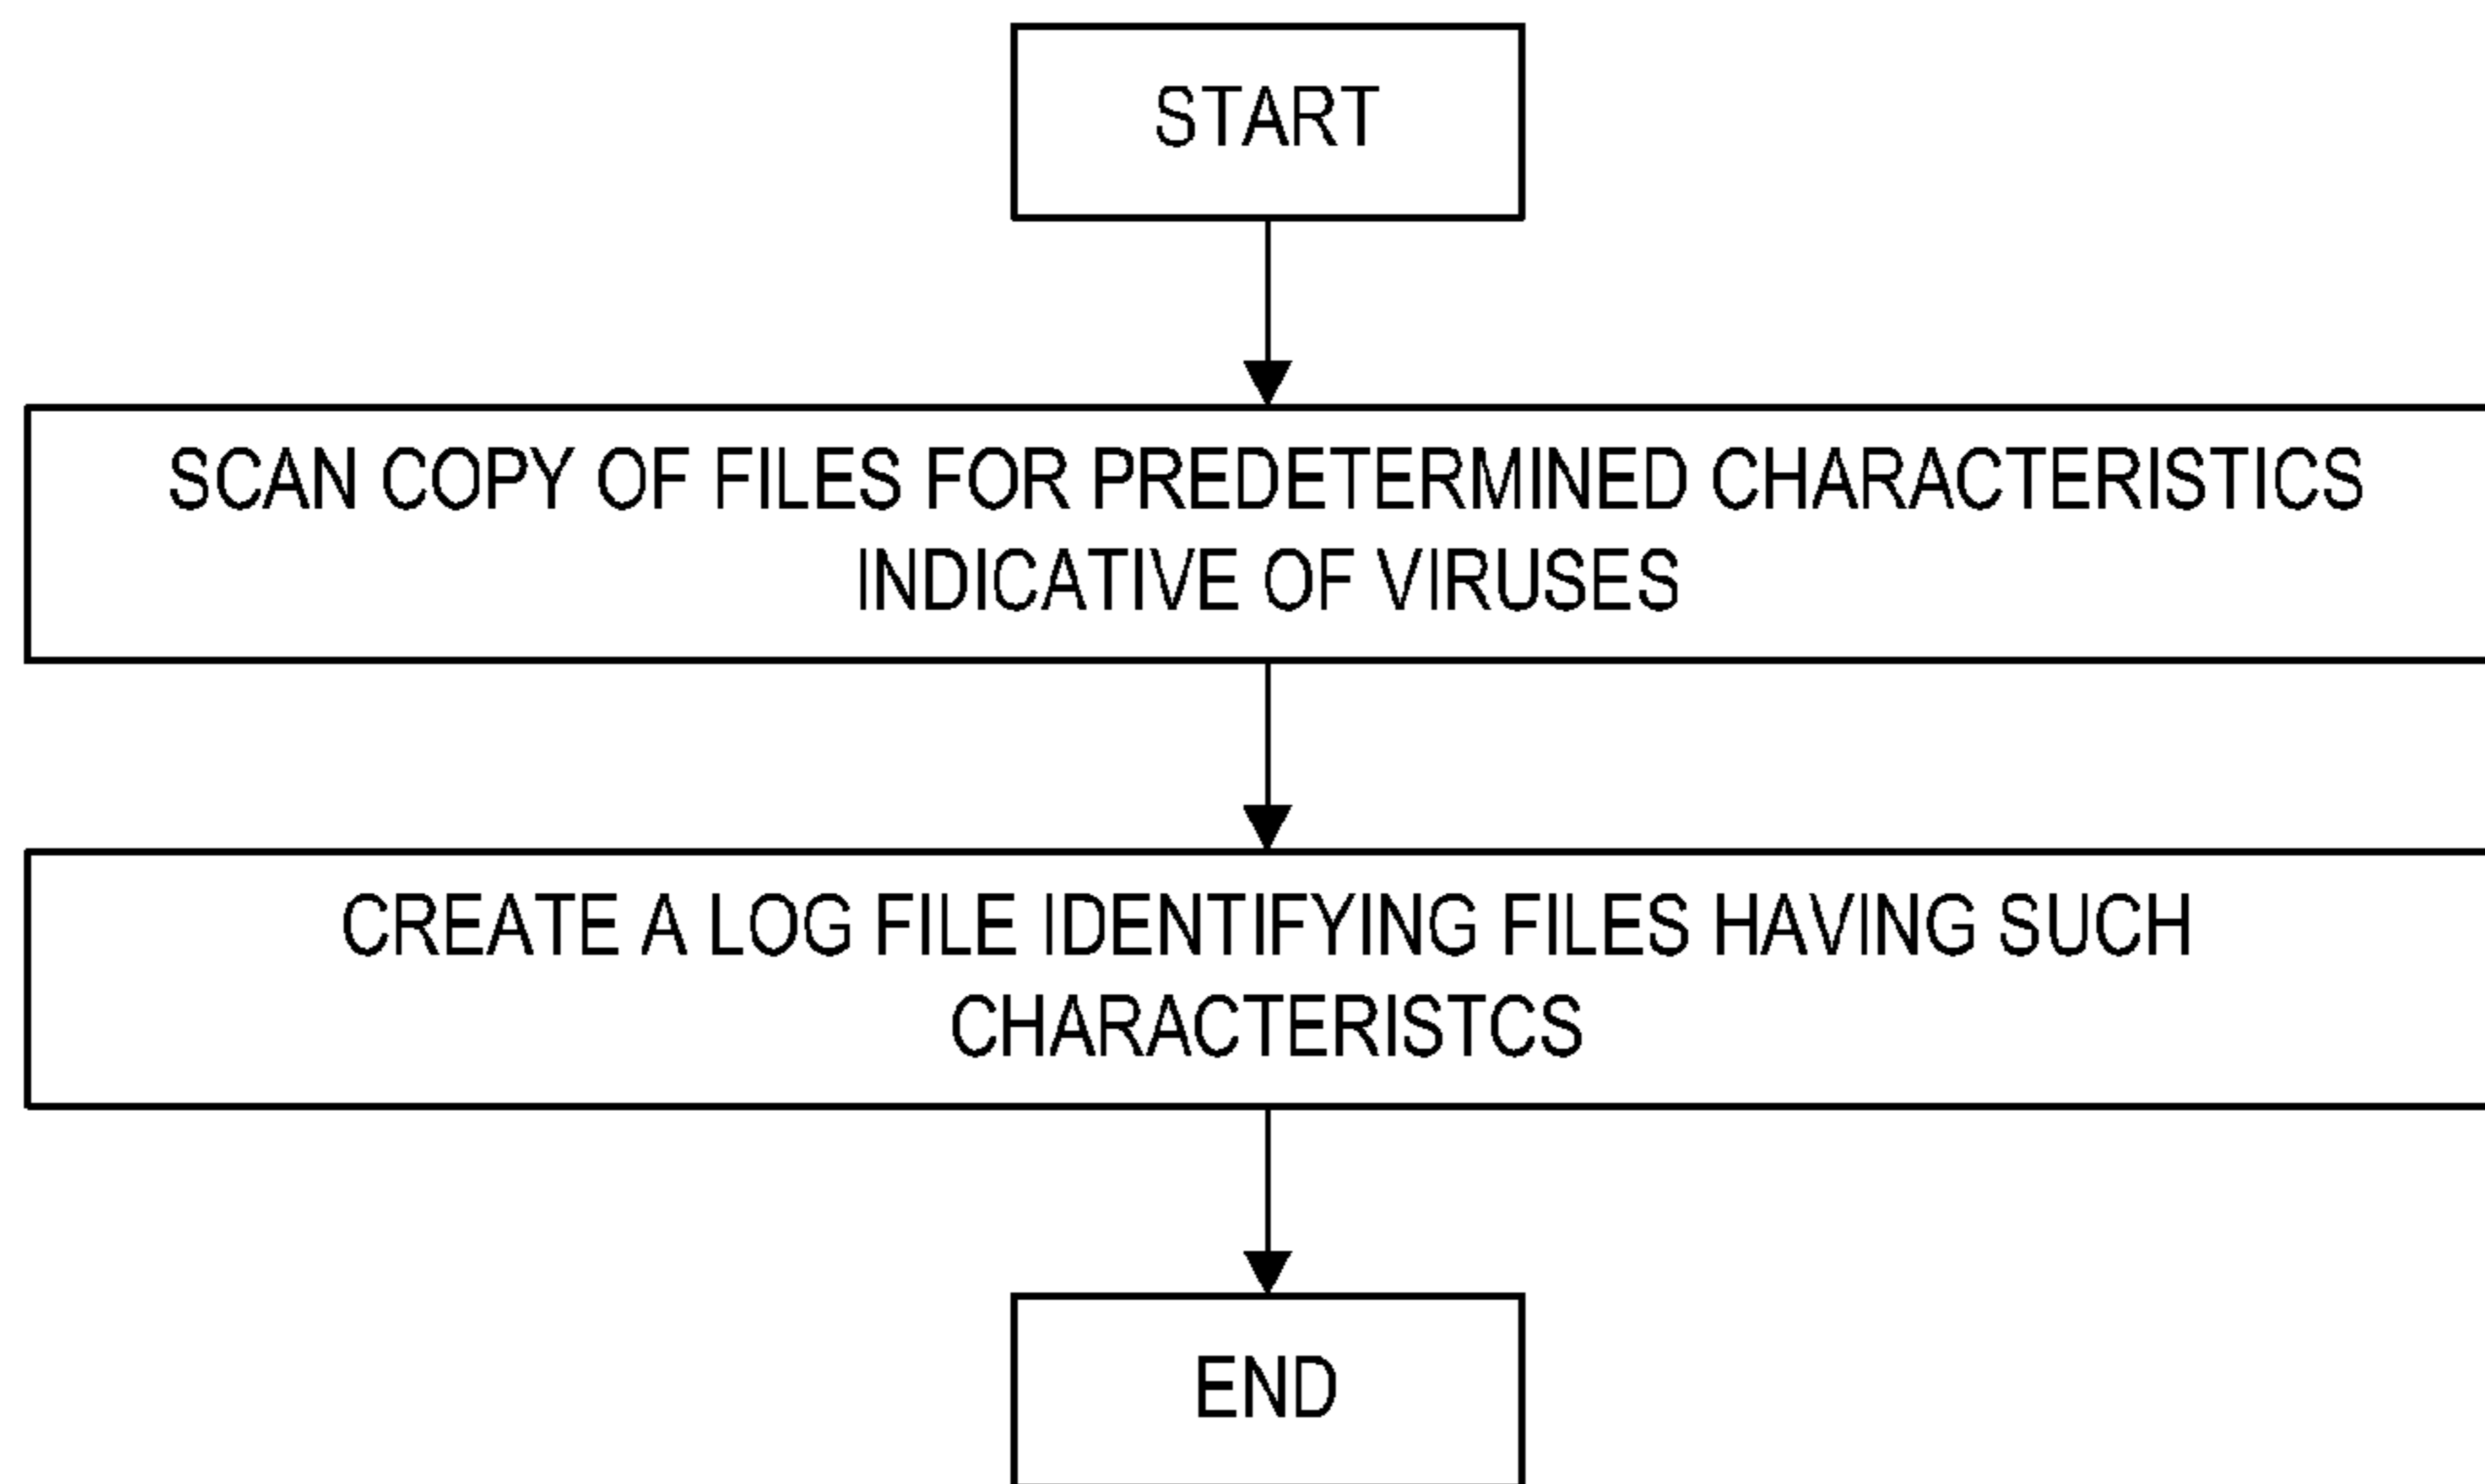 START
SCAN COPY OF FILES FOR PREDETERMINED CHARACTERISTICS
INDICATIVE OF VIRUSES
CREATE A LOG FILE IDENTIFYING FILES HAVING SUCH
CHARACTERISTCS
END